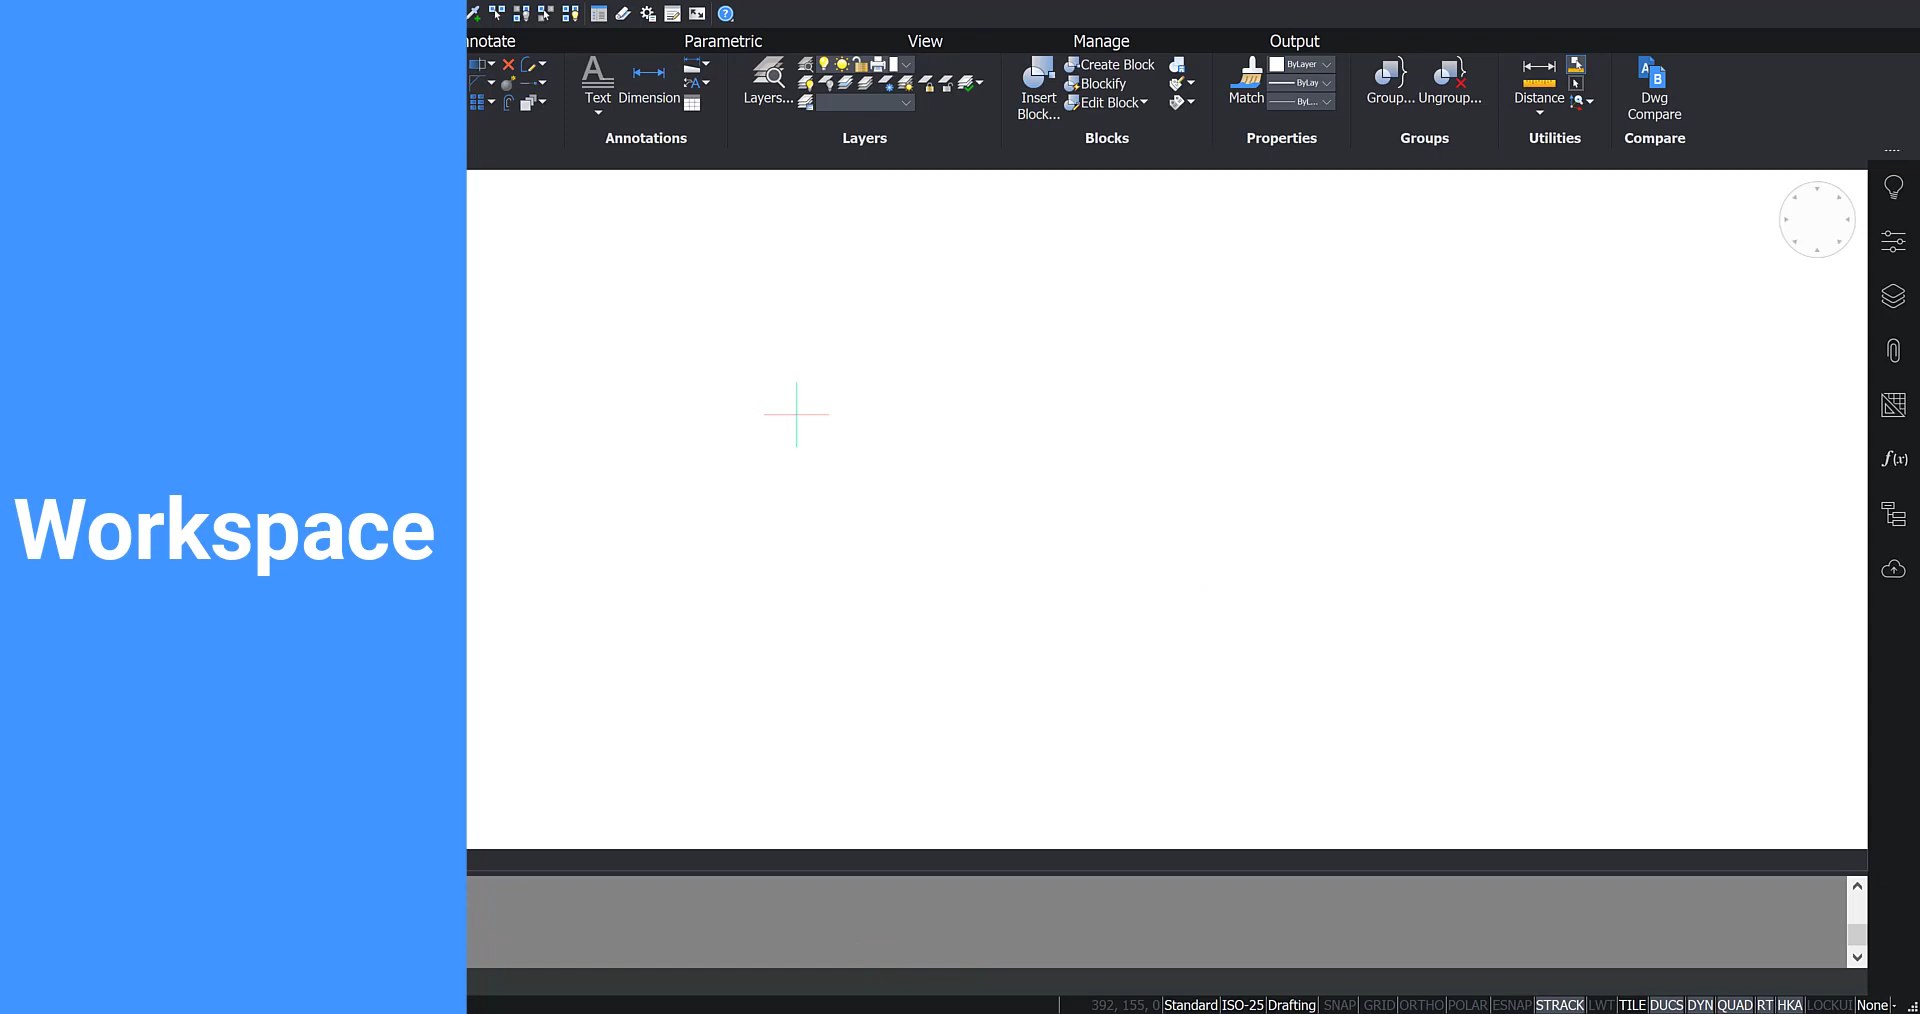 nnotate Parametric View Manage Output
Text Dimension Layers... Insert Block... Create Block
Blockify
Edit Block
Match ByLayer
ByLay
ByL...
Group... Ungroup... Distance Dwg Compare
Annotations Layers Blocks Properties Groups Utilities Compare
f(x)
Workspace
392, 155, 0 Standard ISO-25 Drafting SNAP GRID ORTHO POLAR ESNAP STRACK LWT TILE DUCS DYN QUAD RT HKA LOCKUI None